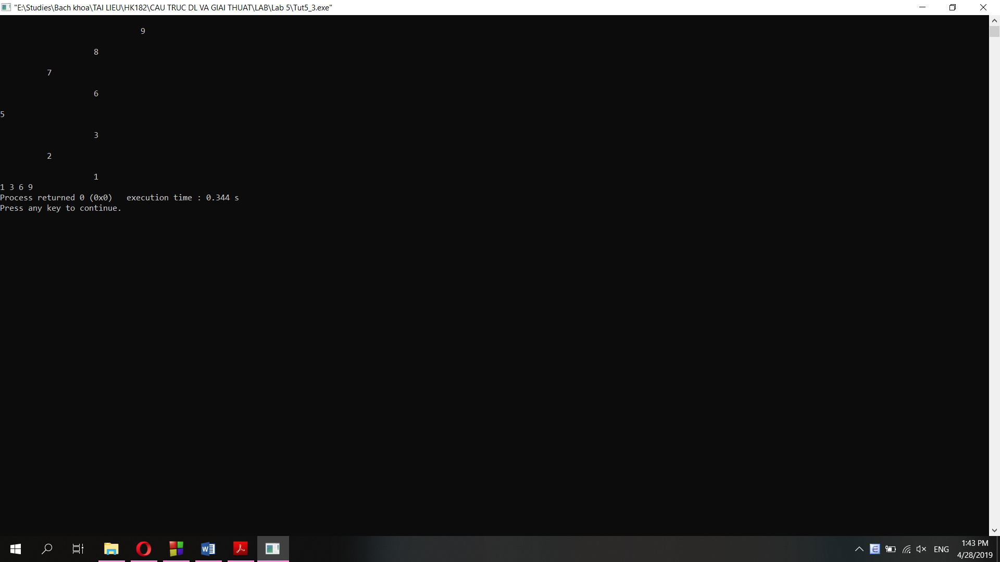 "E:\Studies\Bach khoa\TAI LIEU\HK182\CAU TRUC DL VA GIAI THUAT\LAB\Lab 5\Tut5_3.exe"
9
8
7
6
5
3
2
1
1 3 6 9
Process returned 0 (0x0)   execution time : 0.344 s
Press any key to continue.
ENG
1:43 PM
4/28/2019